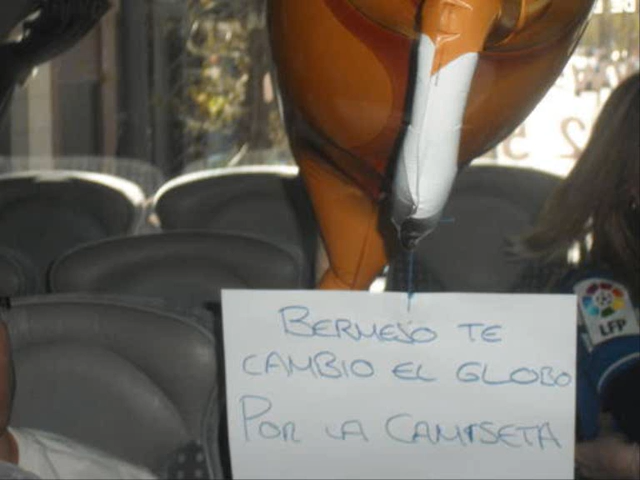 BERMEJO TE
CAMBIO EL GLOBO
POR LA CAMISETA
LFP